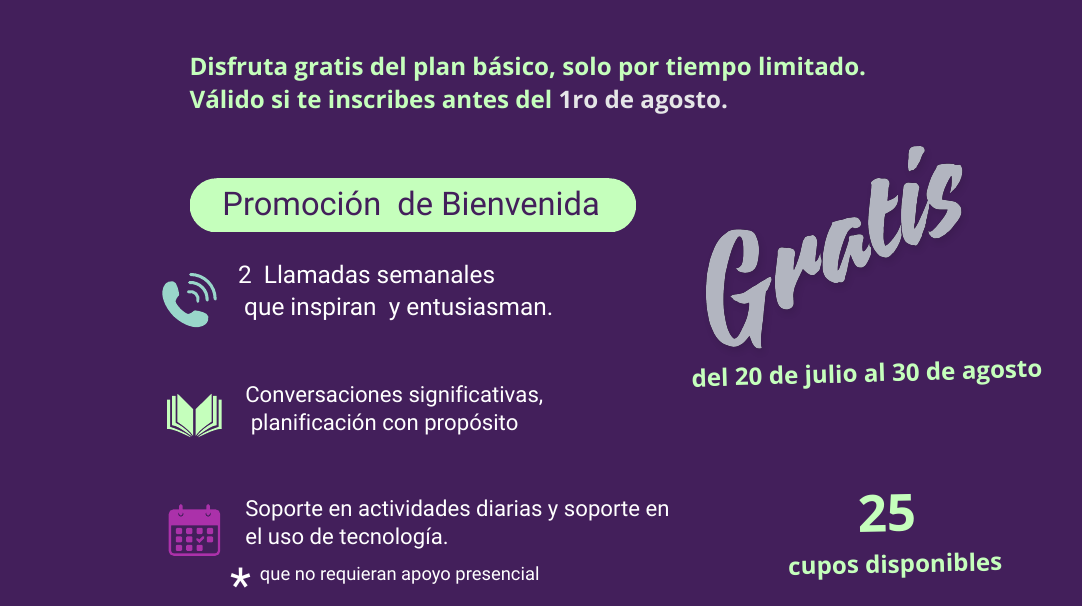 Disfruta gratis del plan básico, solo por tiempo limitado.
Válido si te inscribes antes del 1ro de agosto.
Promoción de Bienvenida
2 Llamadas semanales
que inspiran y entusiasman.
Conversaciones significativas,
planificación con propósito
Soporte en actividades diarias y soporte en
el uso de tecnología.
* que no requieran apoyo presencial
Gratis
del 20 de julio al 30 de agosto
25
cupos disponibles